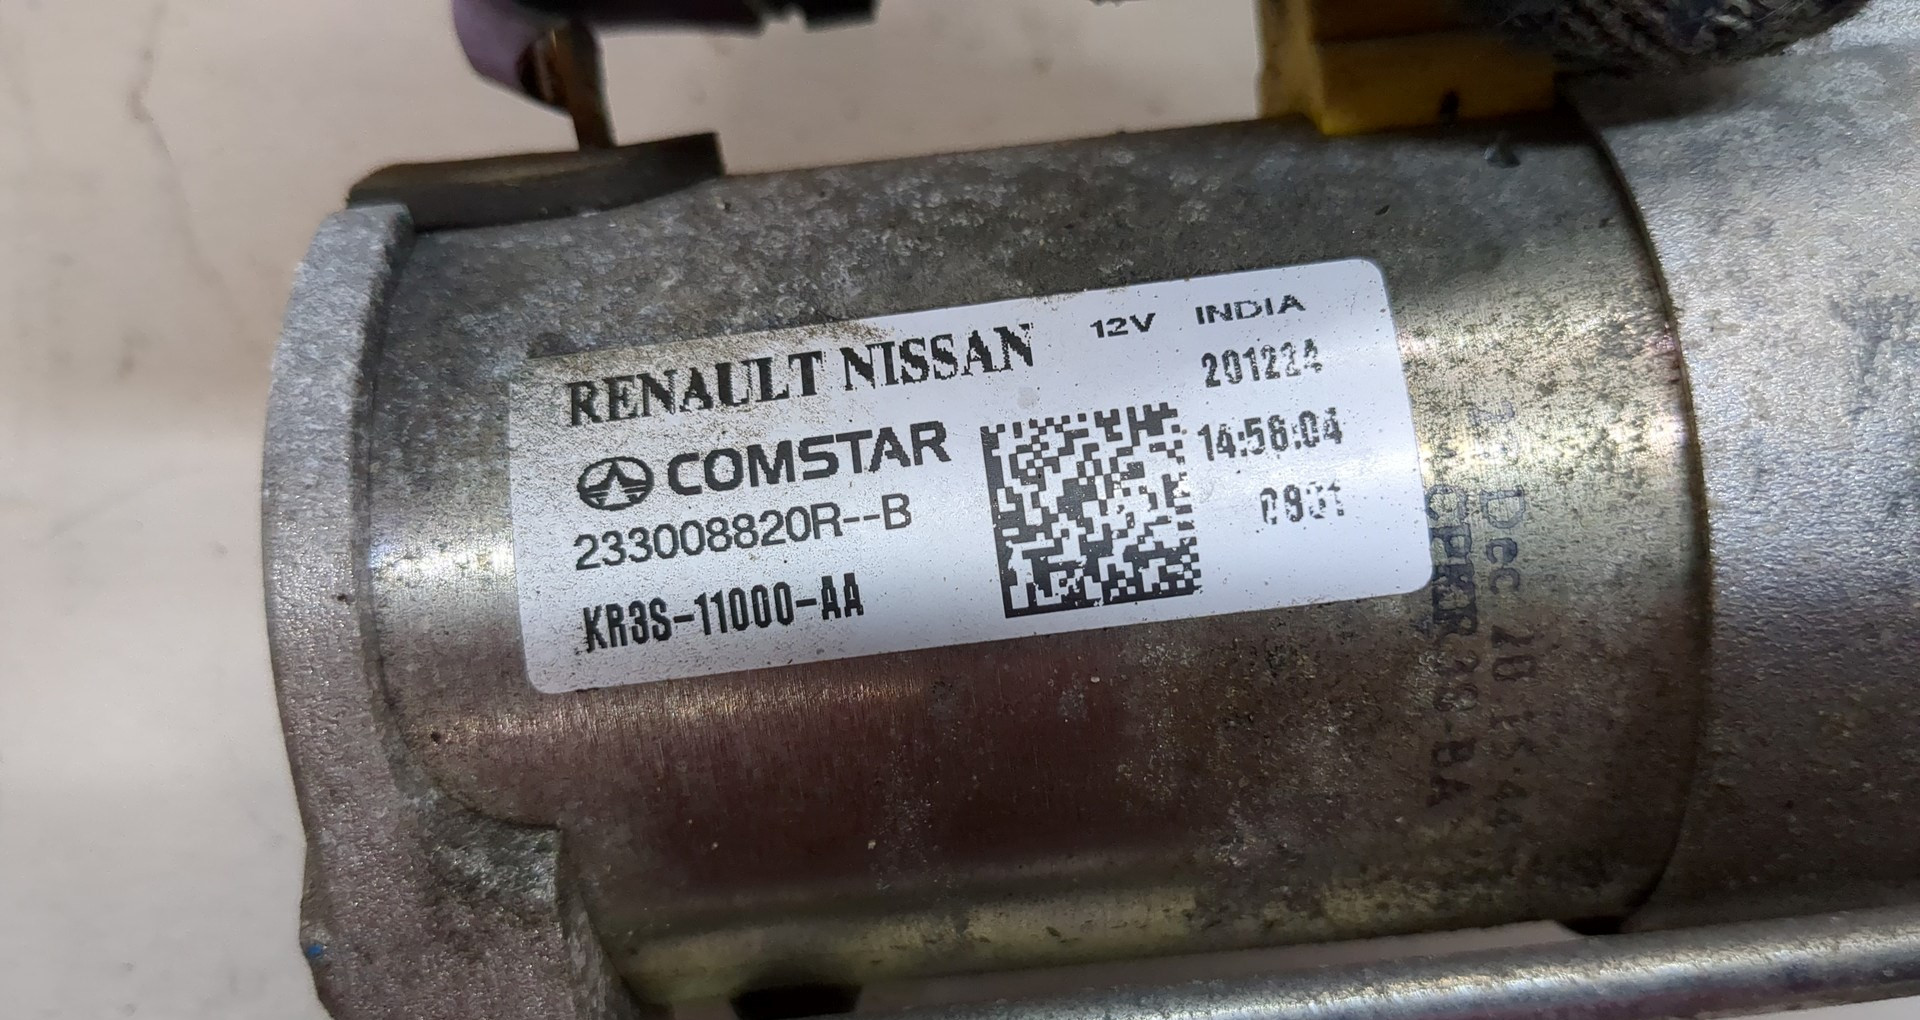 RENAULT NISSAN 12V INDIA
201224
COMSTAR
14:56:04
233008820R--B
KR3S-11000-AA